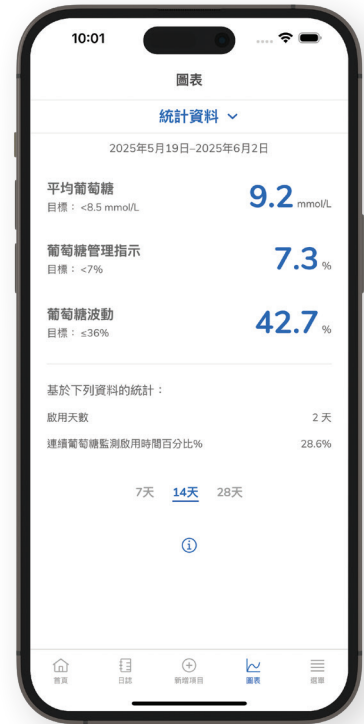 10:01
圖表
統計資料
2025年5月19日–2025年6月2日
平均葡萄糖
目標： <8.5 mmol/L
9.2 mmol/L
葡萄糖管理指示
目標： <7%
7.3 %
葡萄糖波動
目標： ≤36%
42.7 %
基於下列資料的統計：
啟用天數 2 天
連續葡萄糖監測啟用時間百分比% 28.6%
7天 14天 28天
首頁 日誌 新增項目 圖表 選單